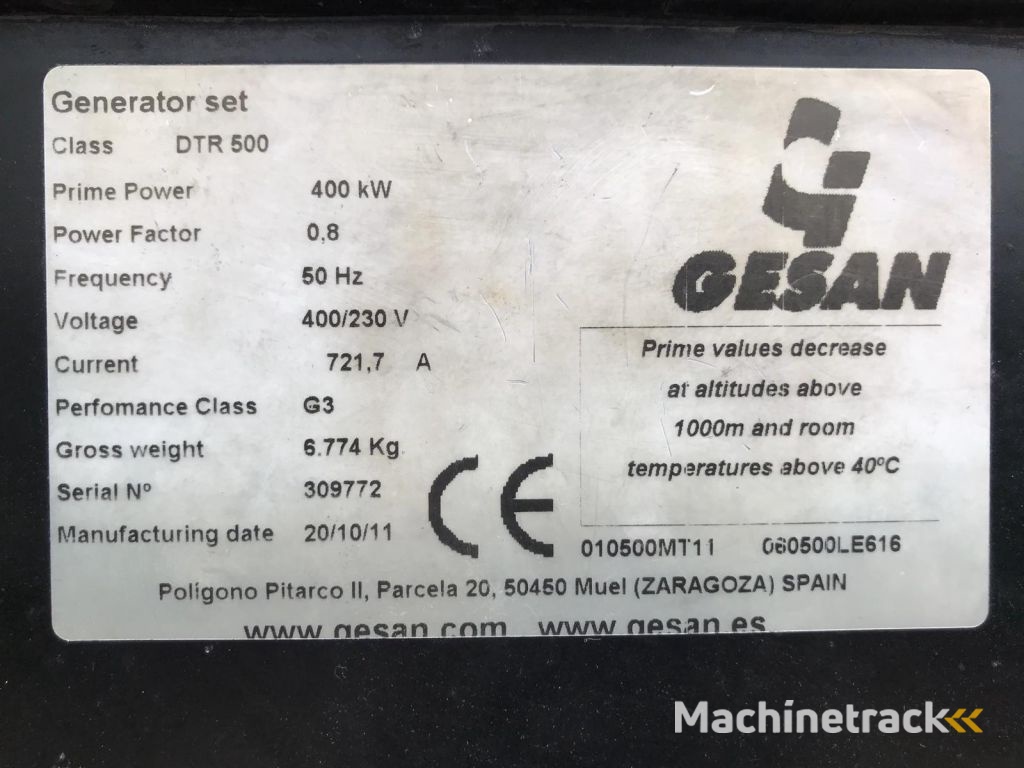 Generator set
Class DTR 500
Prime Power 400 kW
Power Factor 0,8
Frequency 50 Hz
Voltage 400/230 V
Current 721,7 A
Perfomance Class G3
Gross weight 6.774 Kg
Serial Nº 309772
Manufacturing date 20/10/11
GESAN
Prime values decrease
at altitudes above
1000m and room
temperatures above 40ºC
CE
010500MT11 060500LE616
Polígono Pitarco II, Parcela 20, 50450 Muel (ZARAGOZA) SPAIN
www.gesan.com www.gesan.es
Machinetrack